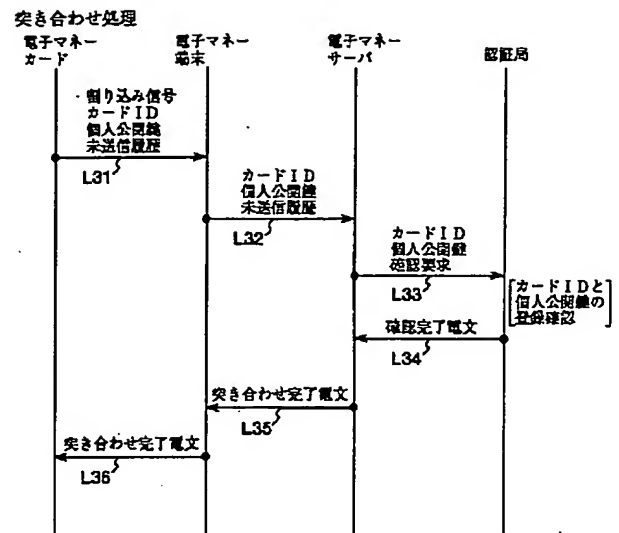 突き合わせ処理
電子マネー
カード
電子マネー
端末
電子マネー
サーバ
認証局
割り込み信号
カードID
個人公開鍵
未送信履歴
L31
カードID
個人公開鍵
未送信履歴
L32
カードID
個人公開鍵
確認要求
L33
カードIDと
個人公開鍵の
登録確認
確認完了電文
L34
突き合わせ完了電文
L35
突き合わせ完了電文
L36